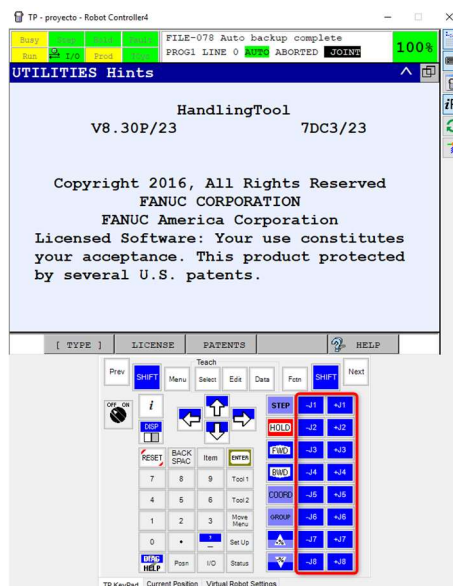 TP - proyecto - Robot Controller4
Busy Step Hold Fault FILE-078 Auto backup complete
Run I/O Prod TCyc PROG1 LINE 0 AUTO ABORTED JOINT 100%
UTILITIES Hints
HandlingTool
V8.30P/23 7DC3/23
Copyright 2016, All Rights Reserved
FANUC CORPORATION
FANUC America Corporation
Licensed Software: Your use constitutes
your acceptance. This product protected
by several U.S. patents.
[ TYPE ] LICENSE PATENTS HELP
Teach
Prev SHIFT Menu Select Edit Data Fctn SHIFT Next
OFF ON i STEP -J1 +J1
DISP HOLD -J2 +J2
RESET BACK SPAC Item ENTER FWD -J3 +J3
7 8 9 Tool 1 BWD -J4 +J4
4 5 6 Tool 2 COORD -J5 +J5
1 2 3 Move Menu GROUP -J6 +J6
0 . , - Set Up -J7 +J7
DIAG HELP Posn I/O Status -J8 +J8
TP KeyPad Current Position Virtual Robot Settings